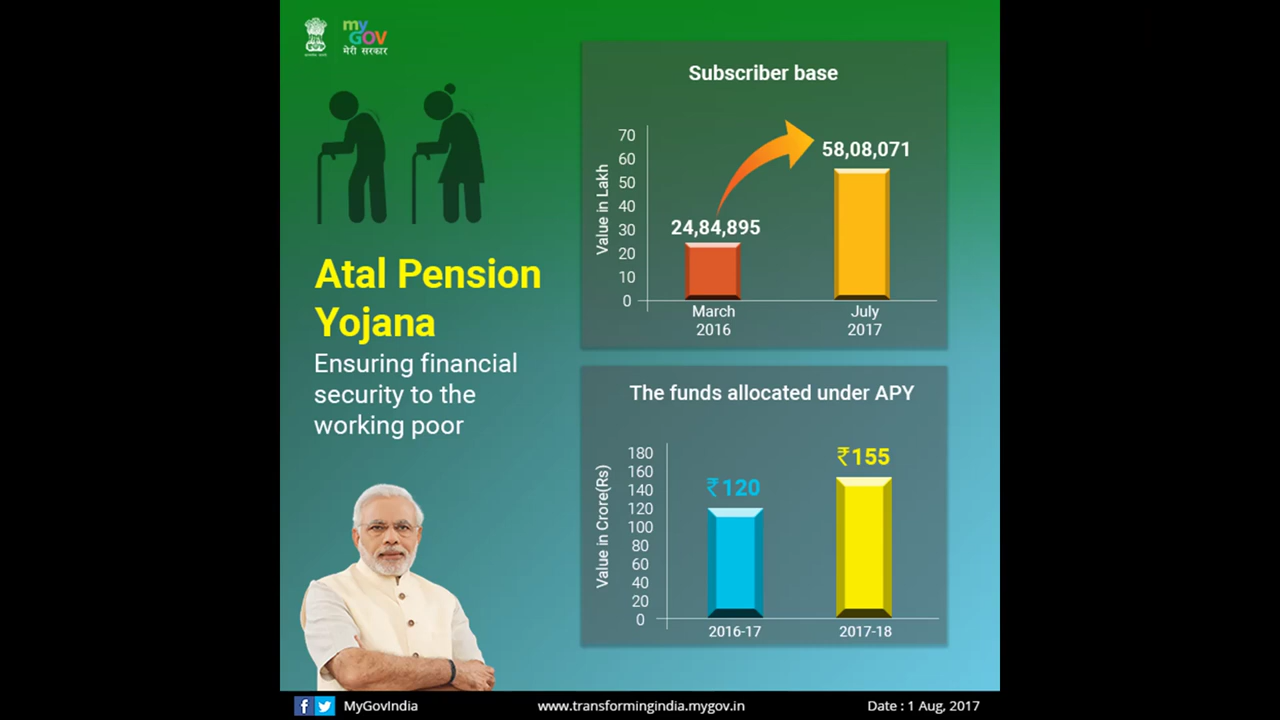 my
GOV
मेरी सरकार
Atal Pension
Yojana
Ensuring financial
security to the
working poor
Subscriber base
Value in Lakh
70
60
50
40
30
20
10
0
24,84,895
58,08,071
March
2016
July
2017
The funds allocated under APY
Value in Crore(Rs)
180
160
140
120
100
80
60
40
20
0
₹120
₹155
2016-17
2017-18
MyGovIndia
www.transformingindia.mygov.in
Date : 1 Aug, 2017